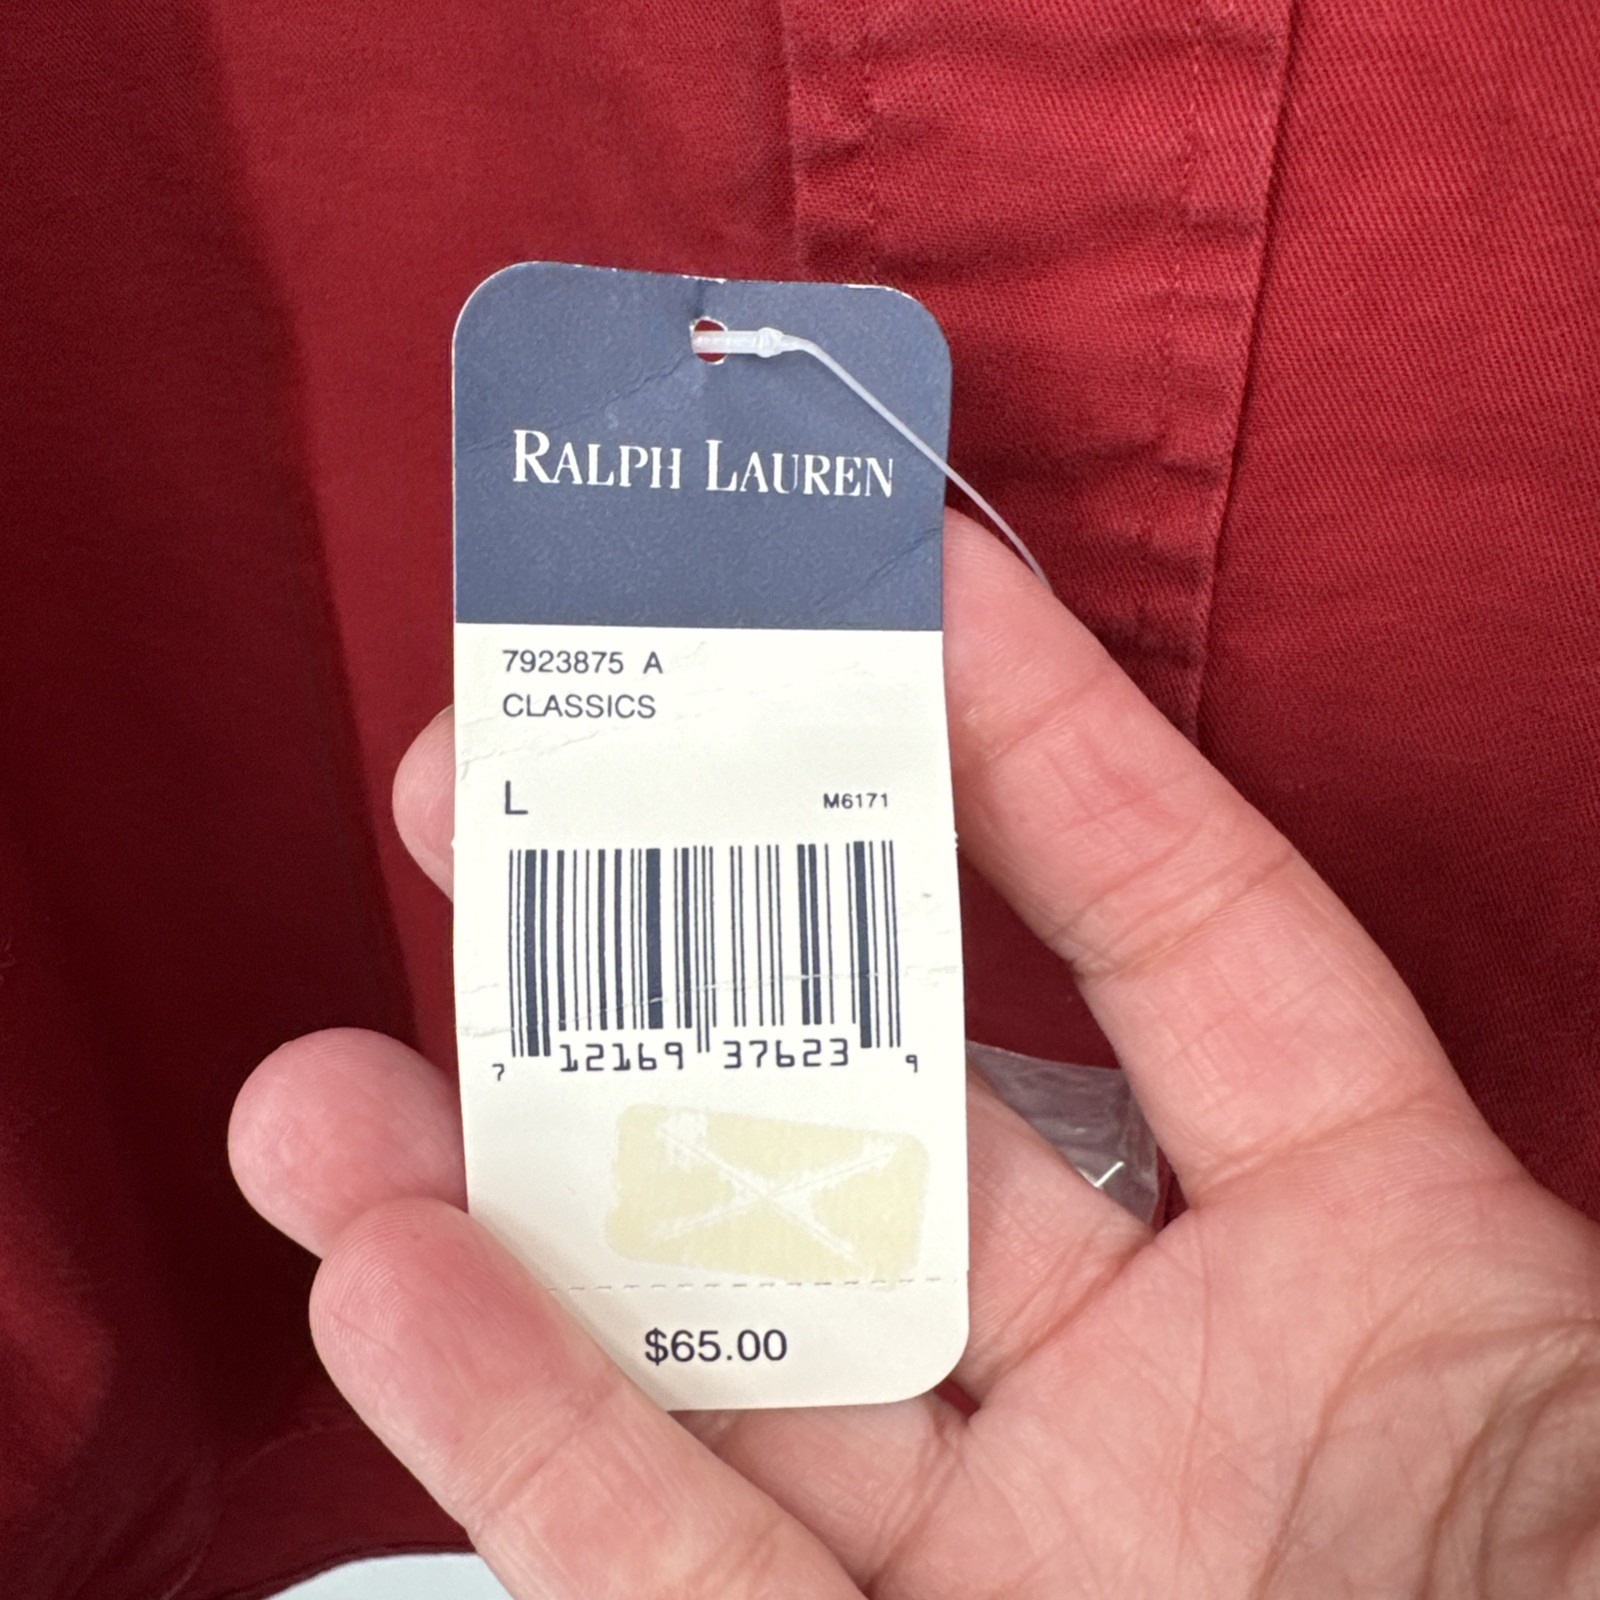 RALPH LAUREN
7923875 A
CLASSICS
L M6171
7 12169 37623 9
$65.00